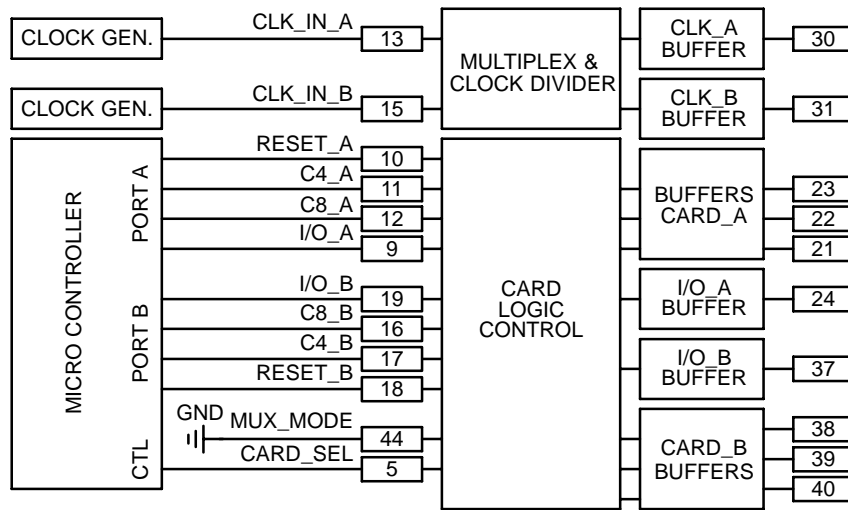 CLOCK GEN.
CLK_IN_A
13
MULTIPLEX &
CLOCK DIVIDER
CLK_A
BUFFER
30
CLOCK GEN.
CLK_IN_B
15
CLK_B
BUFFER
31
MICRO CONTROLLER
PORT A
RESET_A
10
C4_A
11
C8_A
12
I/O_A
9
PORT B
I/O_B
19
C8_B
16
C4_B
17
RESET_B
18
CTL
GND
MUX_MODE
44
CARD_SEL
5
CARD
LOGIC
CONTROL
BUFFERS
CARD_A
23
22
21
I/O_A
BUFFER
24
I/O_B
BUFFER
37
CARD_B
BUFFERS
38
39
40